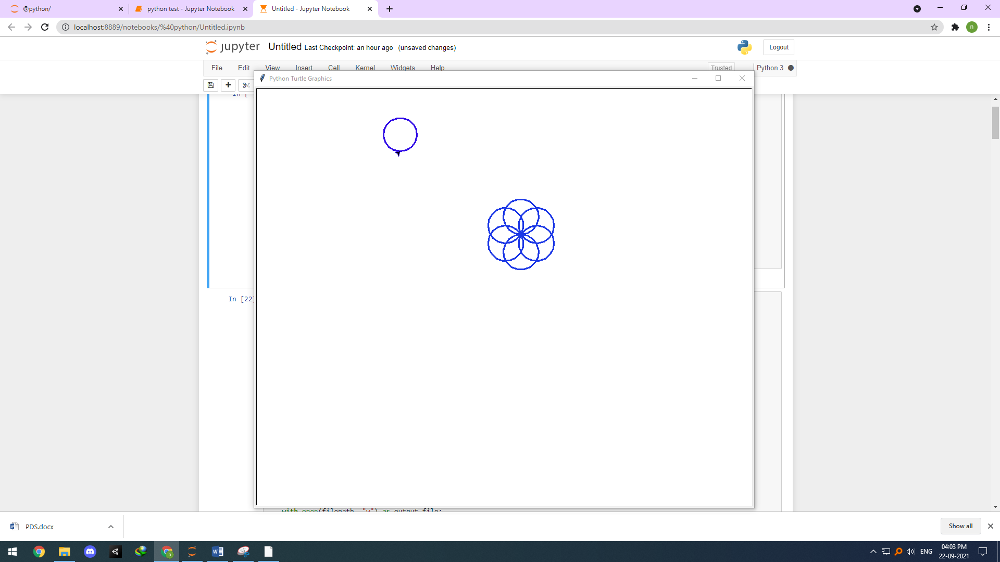 @python/
python test - Jupyter Notebook
Untitled - Jupyter Notebook
localhost:8889/notebooks/%40python/Untitled.ipynb
n
jupyter Untitled Last Checkpoint: an hour ago (unsaved changes)
Logout
File Edit View Insert Cell Kernel Widgets Help
Trusted
Python 3
Python Turtle Graphics
In [
In [22]
with open(filepath, "w") as output_file:
PDS.docx
Show all
ENG
04:03 PM
22-09-2021